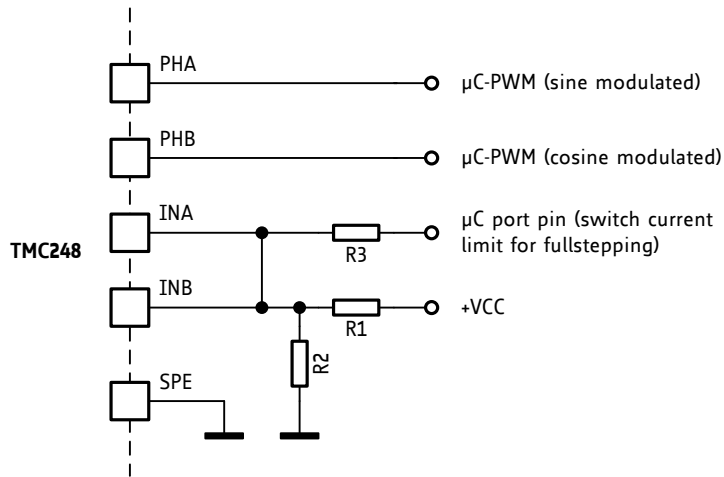 PHA
µC-PWM (sine modulated)
PHB
µC-PWM (cosine modulated)
INA
µC port pin (switch current
limit for fullstepping)
R3
TMC248
INB
+VCC
R1
R2
SPE